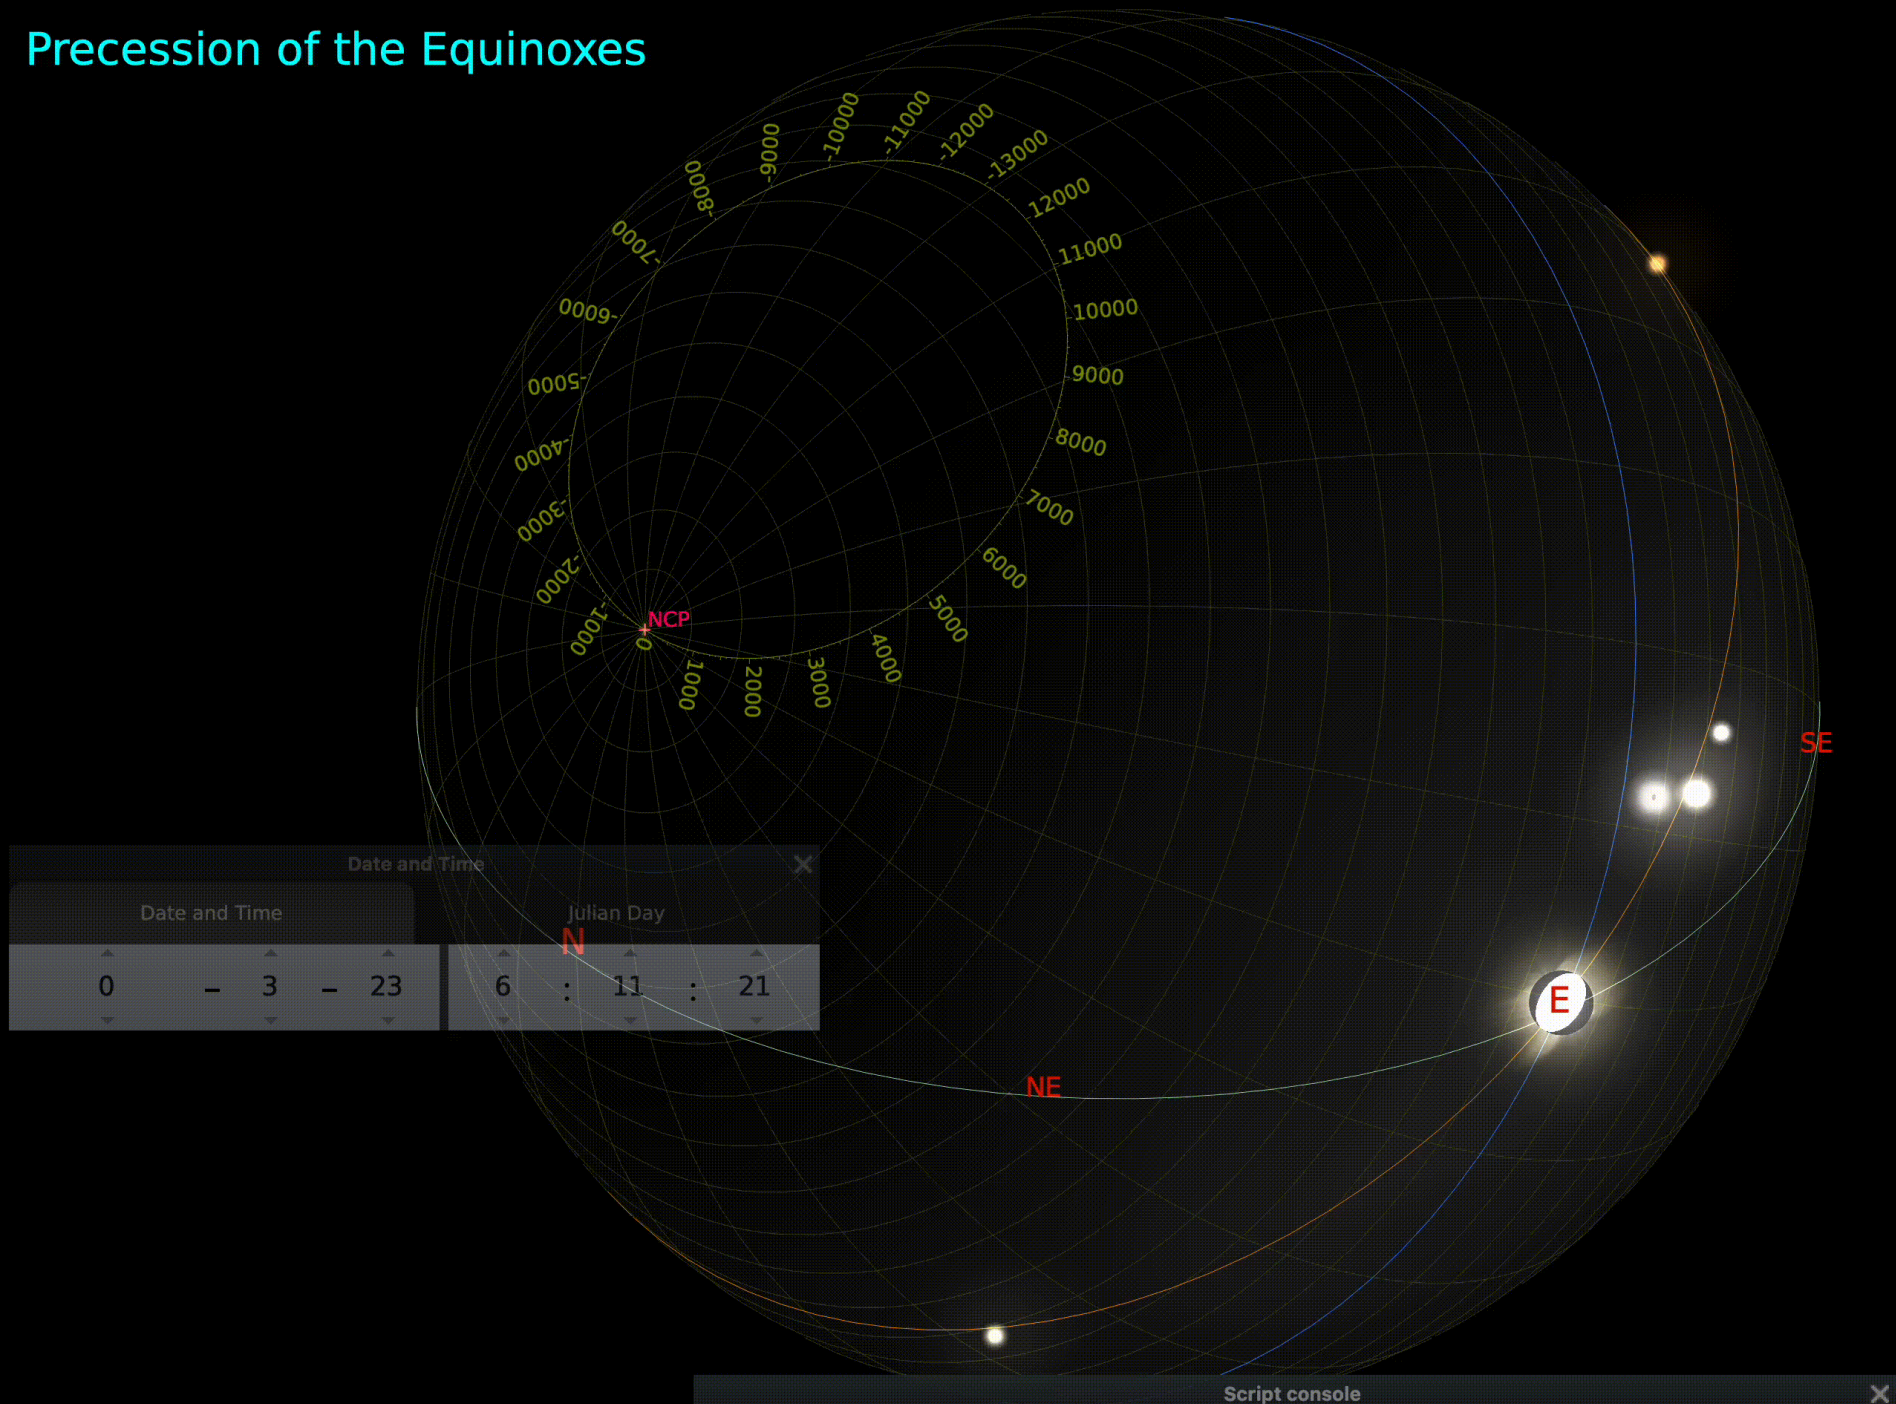 Precession of the Equinoxes
-8000
-9000
-10000
-11000
-12000
-13000
12000
11000
10000
9000
8000
7000
6000
5000
4000
3000
2000
1000
0
-1000
-2000
-3000
-4000
-5000
-6000
-7000
NCP
SE
Date and Time
Date and Time
Julian Day
N
0 – 3 – 23 6 : 11 : 21
E
NE
Script console